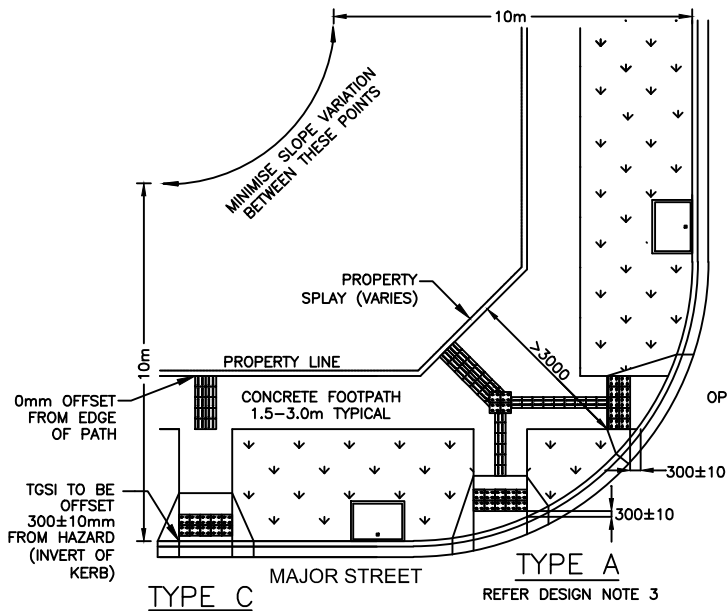 10m
MINIMISE SLOPE VARIATION
BETWEEN THESE POINTS
PROPERTY
SPLAY (VARIES)
>3000
10m
PROPERTY LINE
0mm OFFSET
FROM EDGE
OF PATH
CONCRETE FOOTPATH
1.5-3.0m TYPICAL
OP
300±10
TGSI TO BE
OFFSET
300±10mm
FROM HAZARD
(INVERT OF
KERB)
300±10
MAJOR STREET
TYPE A
REFER DESIGN NOTE 3
TYPE C